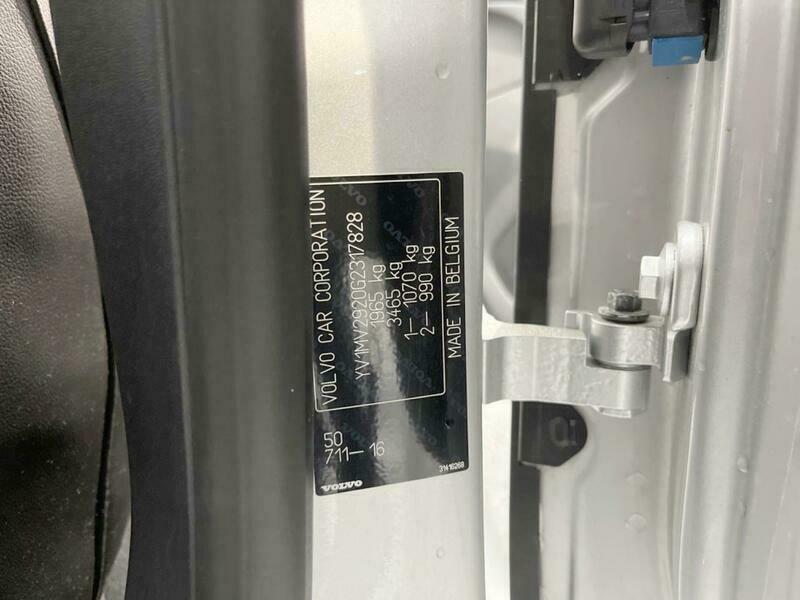 VOLVO CAR CORPORATION
YV1MV2920G2317828
1965 kg
3465 kg
1— 1070 kg
2— 990 kg
MADE IN BELGIUM
50
711— 16
VOLVO
31416268